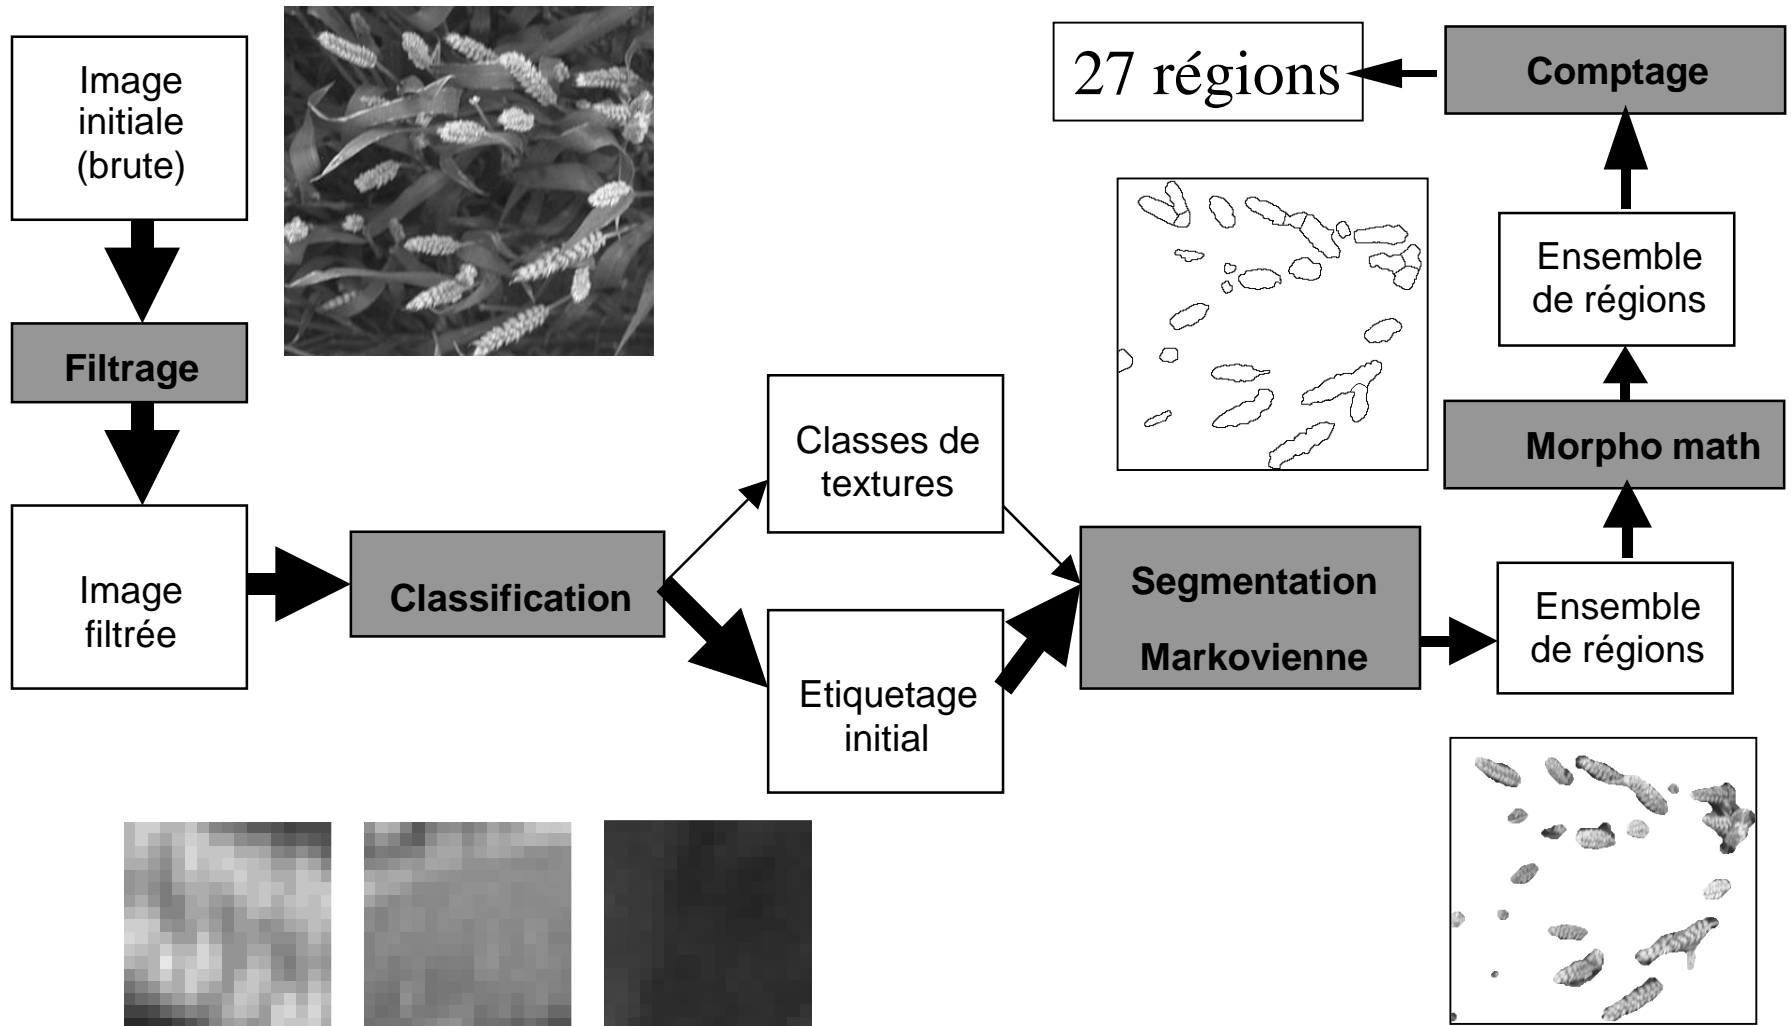 Image
initiale
(brute)
Filtrage
Image
filtrée
Classification
Classes de
textures
Etiquetage
initial
Segmentation
Markovienne
Ensemble
de régions
Morpho math
Ensemble
de régions
Comptage
27 régions